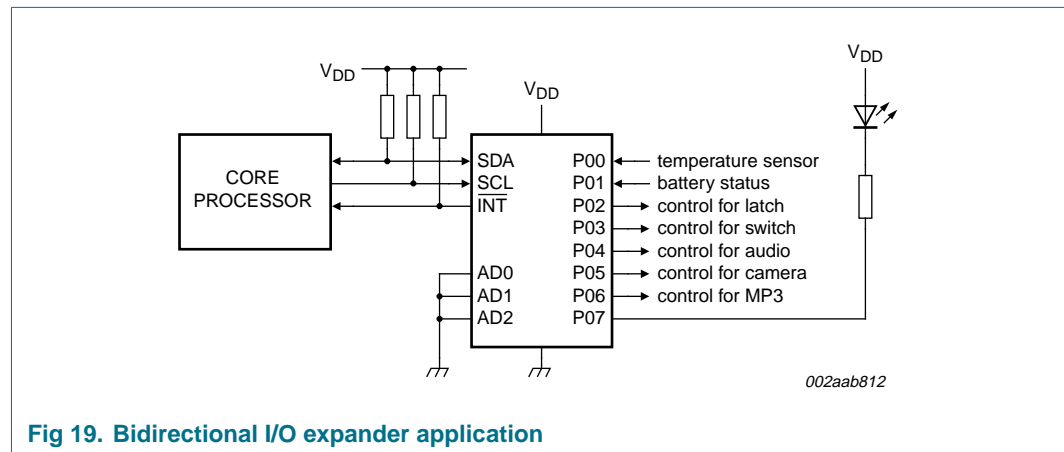 VDD
VDD
VDD
CORE
PROCESSOR
SDA
SCL
INT
AD0
AD1
AD2
P00
P01
P02
P03
P04
P05
P06
P07
temperature sensor
battery status
control for latch
control for switch
control for audio
control for camera
control for MP3
002aab812
Fig 19. Bidirectional I/O expander application